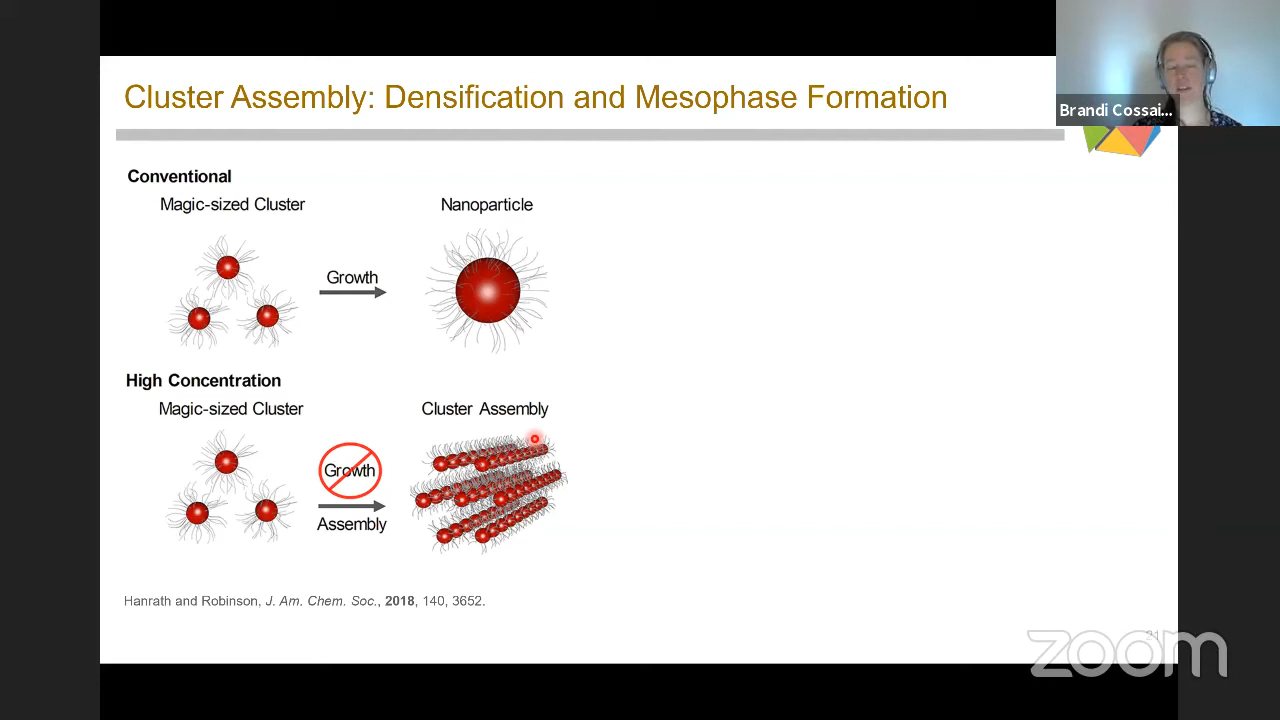 Cluster Assembly: Densification and Mesophase Formation
Brandi Cossai...
Conventional
Magic-sized Cluster
Nanoparticle
Growth
High Concentration
Magic-sized Cluster
Cluster Assembly
Growth
Assembly
Hanrath and Robinson, J. Am. Chem. Soc., 2018, 140, 3652.
21
zoom